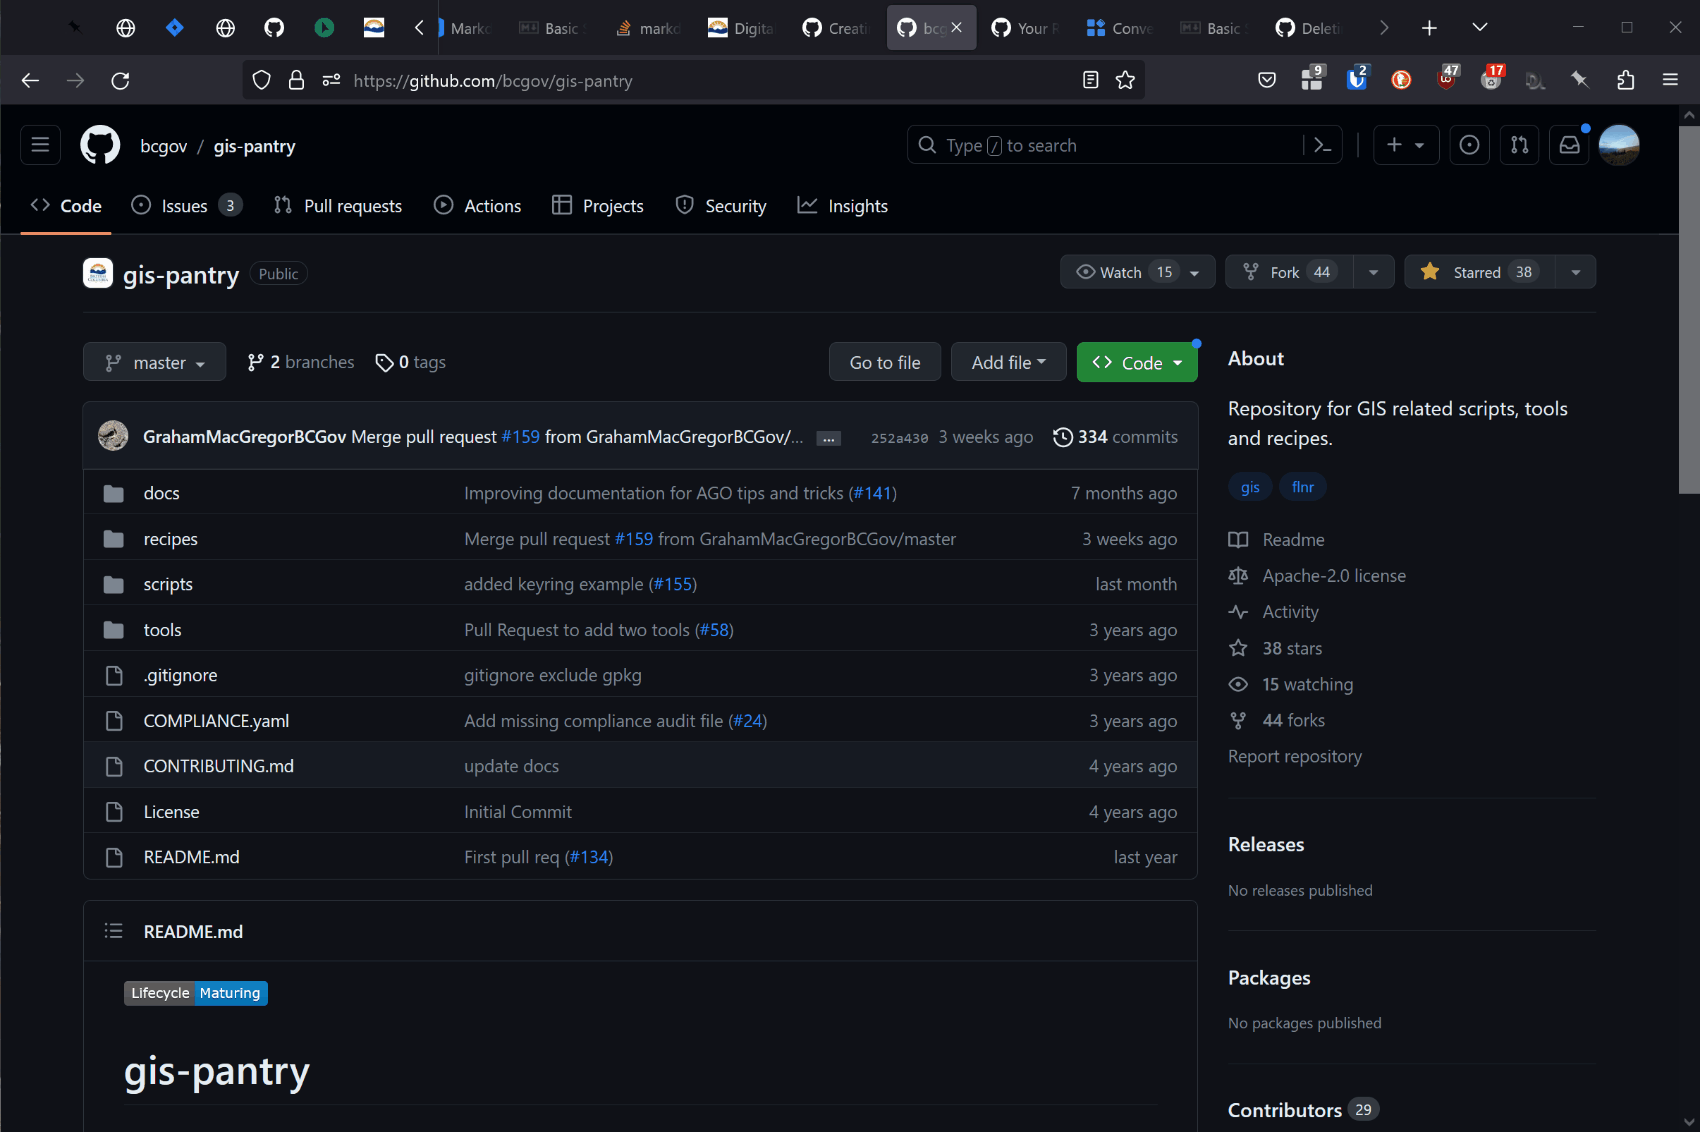 Marko
Basic
markd
Digita
Creatin
bcg
Your R
Conve
Basic
Deleti
https://github.com/bcgov/gis-pantry
9
2
47
17
bcgov / gis-pantry
Type / to search
Code
Issues 3
Pull requests
Actions
Projects
Security
Insights
gis-pantry Public
Watch 15
Fork 44
Starred 38
master
2 branches
0 tags
Go to file
Add file
Code
GrahamMacGregorBCGov Merge pull request #159 from GrahamMacGregorBCGov/... ... 252a430 3 weeks ago 334 commits
docs Improving documentation for AGO tips and tricks (#141) 7 months ago
recipes Merge pull request #159 from GrahamMacGregorBCGov/master 3 weeks ago
scripts added keyring example (#155) last month
tools Pull Request to add two tools (#58) 3 years ago
.gitignore gitignore exclude gpkg 3 years ago
COMPLIANCE.yaml Add missing compliance audit file (#24) 3 years ago
CONTRIBUTING.md update docs 4 years ago
License Initial Commit 4 years ago
README.md First pull req (#134) last year
README.md
Lifecycle Maturing
gis-pantry
About
Repository for GIS related scripts, tools
and recipes.
gis flnr
Readme
Apache-2.0 license
Activity
38 stars
15 watching
44 forks
Report repository
Releases
No releases published
Packages
No packages published
Contributors 29